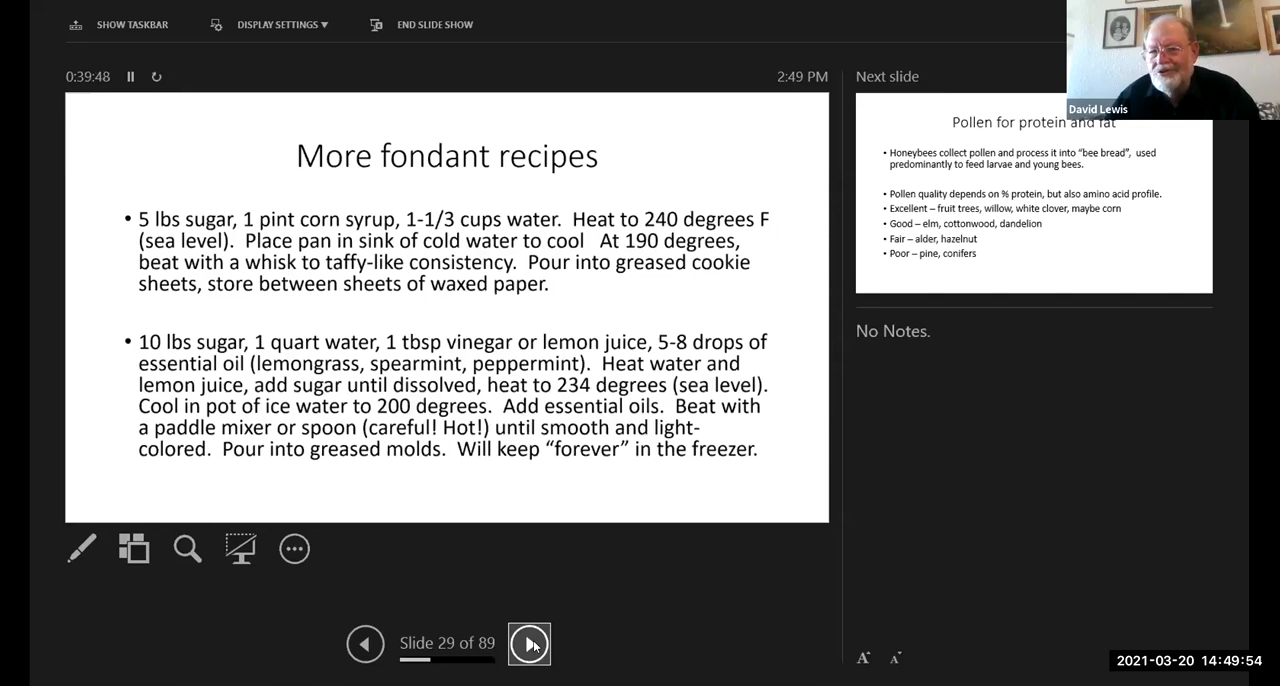 SHOW TASKBAR
DISPLAY SETTINGS ▼
END SLIDE SHOW
0:39:48
2:49 PM
More fondant recipes
• 5 lbs sugar, 1 pint corn syrup, 1-1/3 cups water.  Heat to 240 degrees F
(sea level).  Place pan in sink of cold water to cool   At 190 degrees,
beat with a whisk to taffy-like consistency.  Pour into greased cookie
sheets, store between sheets of waxed paper.
• 10 lbs sugar, 1 quart water, 1 tbsp vinegar or lemon juice, 5-8 drops of
essential oil (lemongrass, spearmint, peppermint).  Heat water and
lemon juice, add sugar until dissolved, heat to 234 degrees (sea level).
Cool in pot of ice water to 200 degrees.  Add essential oils.  Beat with
a paddle mixer or spoon (careful! Hot!) until smooth and light-
colored.  Pour into greased molds.  Will keep “forever” in the freezer.
Slide 29 of 89
Next slide
David Lewis
Pollen for protein and fat
• Honeybees collect pollen and process it into “bee bread”,  used
predominantly to feed larvae and young bees.
• Pollen quality depends on % protein, but also amino acid profile.
• Excellent – fruit trees, willow, white clover, maybe corn
• Good – elm, cottonwood, dandelion
• Fair – alder, hazelnut
• Poor – pine, conifers
No Notes.
A A
2021-03-20 14:49:54